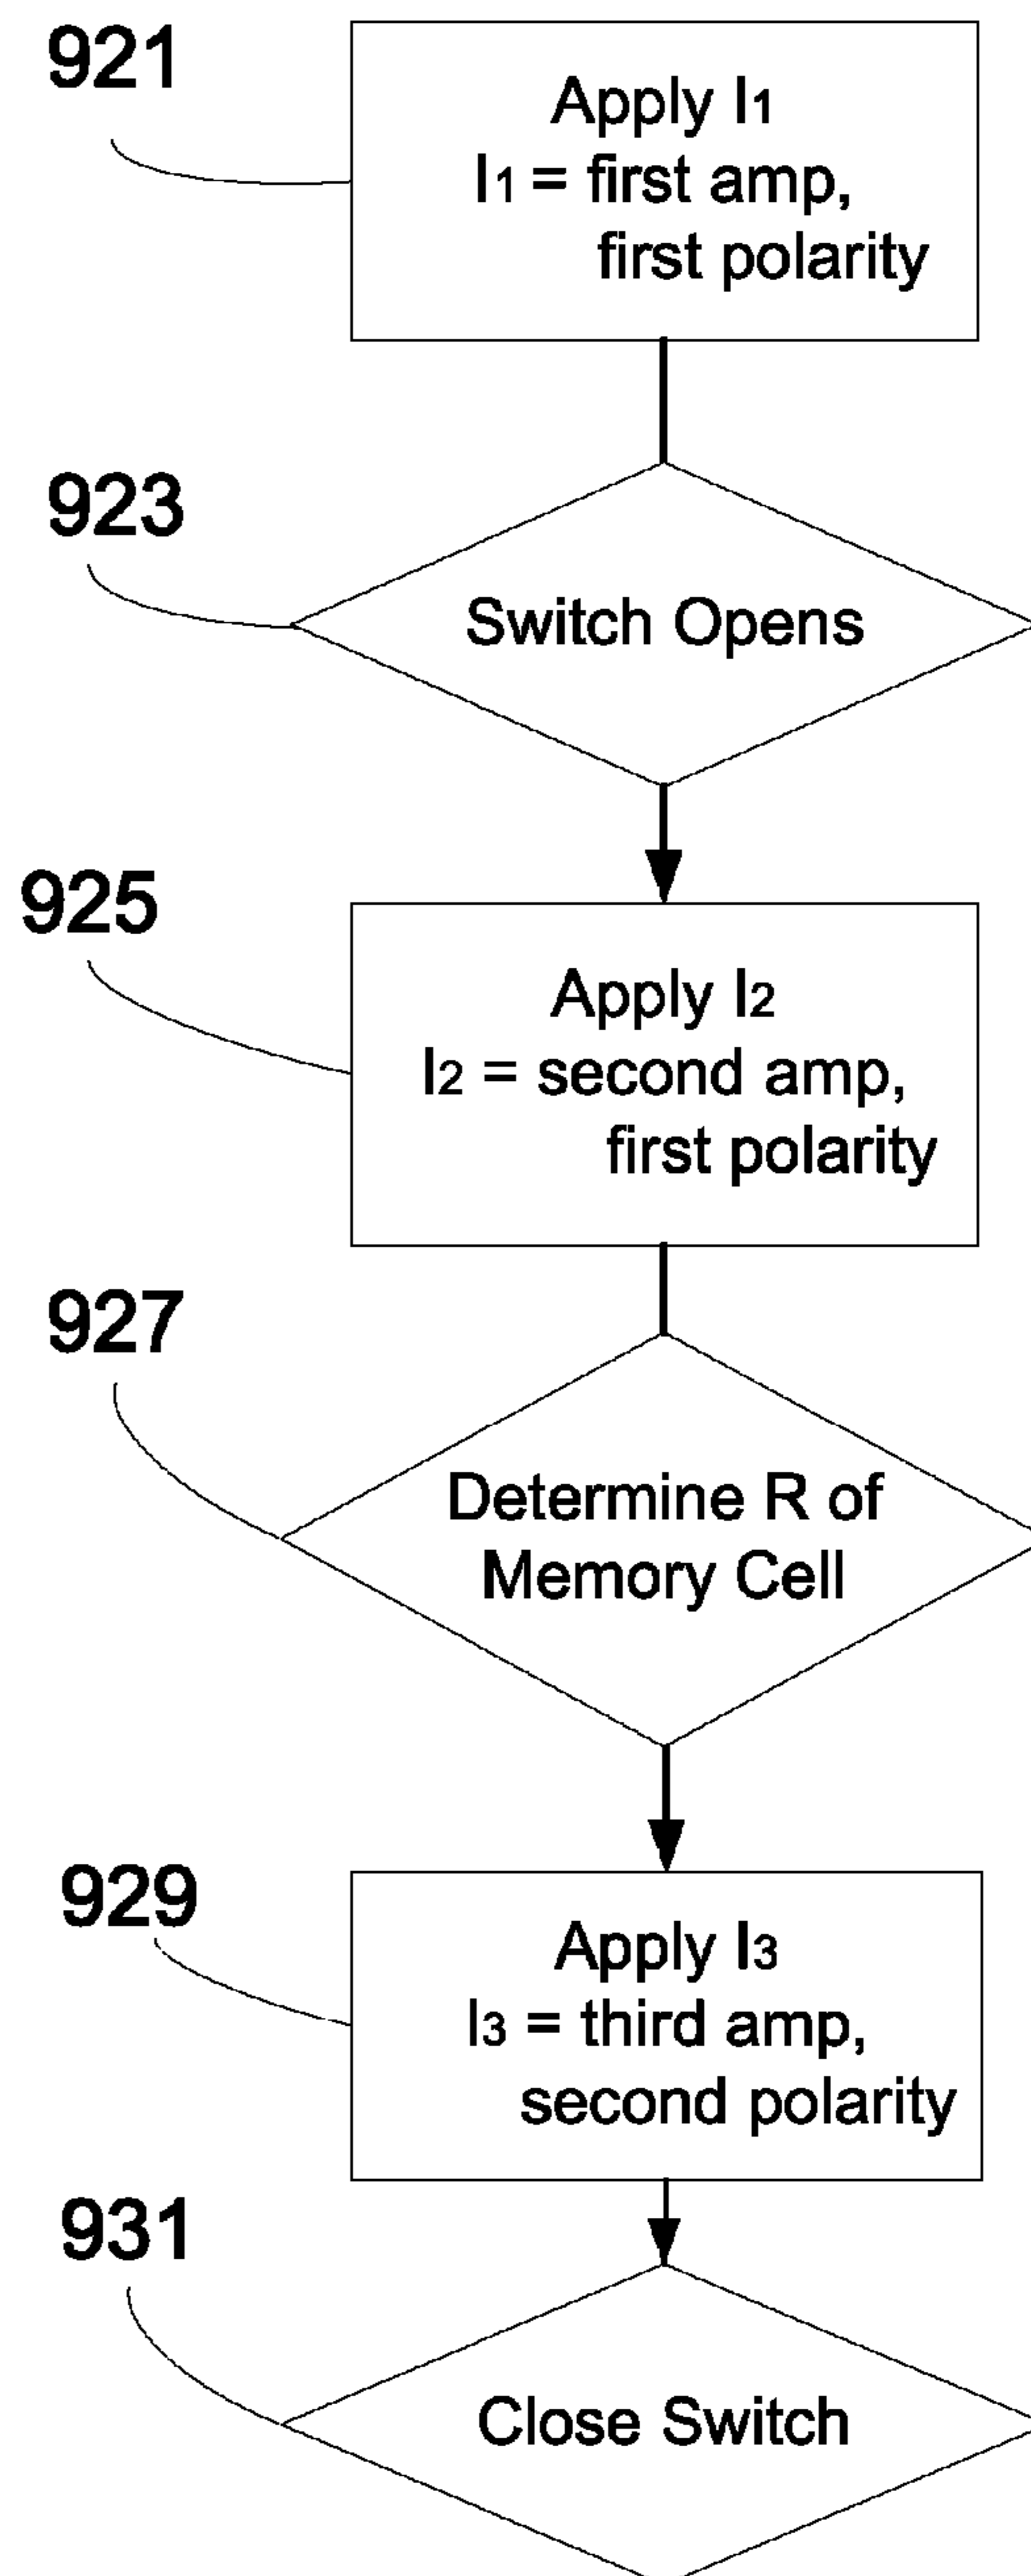 921
Apply I1
I1 = first amp,
first polarity
923
Switch Opens
925
Apply I2
I2 = second amp,
first polarity
927
Determine R of
Memory Cell
929
Apply I3
I3 = third amp,
second polarity
931
Close Switch